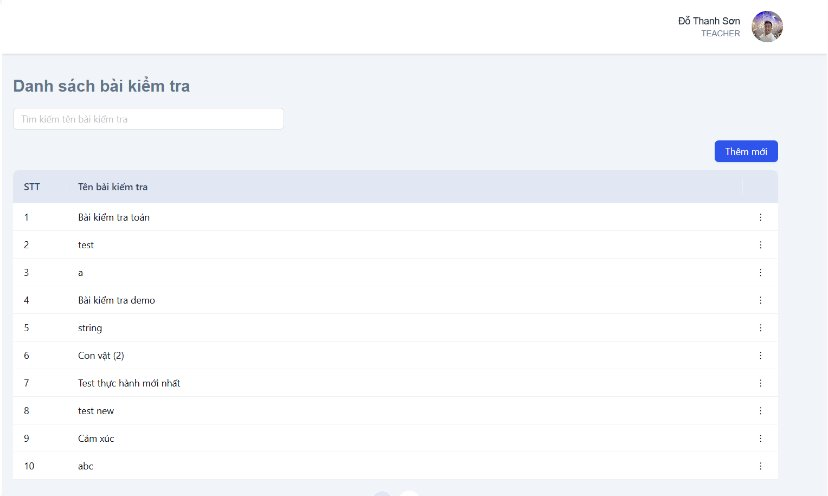 Đỗ Thanh Sơn
TEACHER
Danh sách bài kiểm tra
Tìm kiếm tên bài kiểm tra
Thêm mới
STT Tên bài kiểm tra
1 Bài kiểm tra toán
2 test
3 a
4 Bài kiểm tra demo
5 string
6 Con vật (2)
7 Test thực hành mới nhất
8 test new
9 Cảm xúc
10 abc